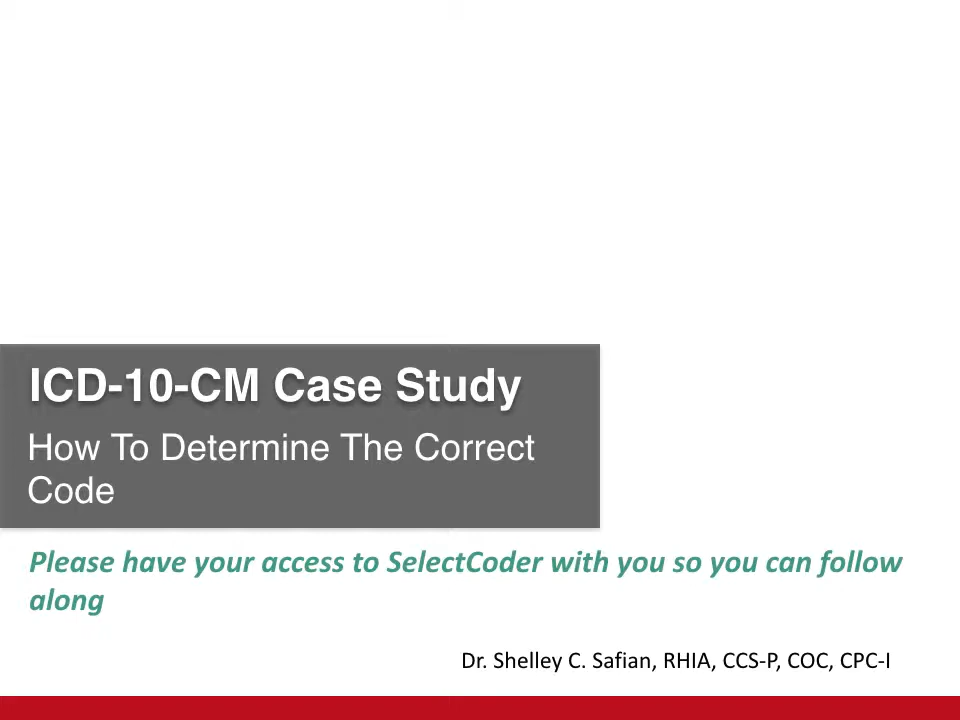 ICD-10-CM Case Study
How To Determine The Correct
Code
Please have your access to SelectCoder with you so you can follow
along
Dr. Shelley C. Safian, RHIA, CCS-P, COC, CPC-I